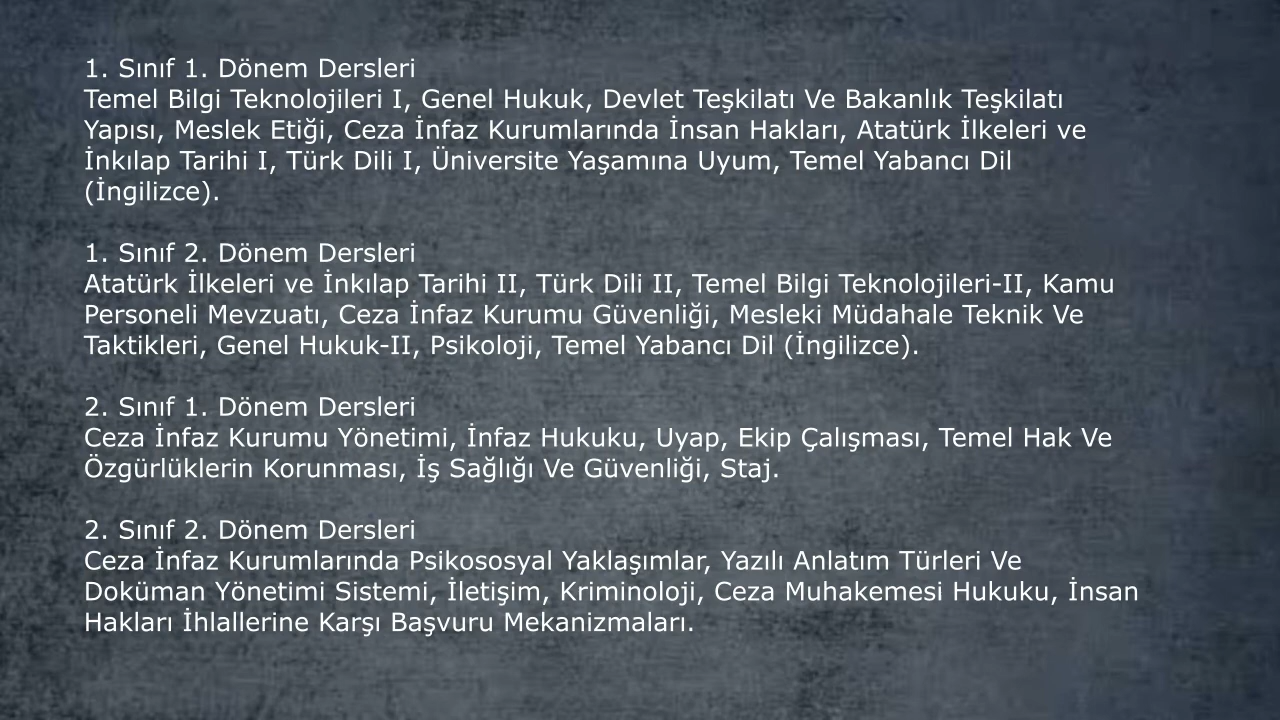 1. Sınıf 1. Dönem Dersleri
Temel Bilgi Teknolojileri I, Genel Hukuk, Devlet Teşkilatı Ve Bakanlık Teşkilatı
Yapısı, Meslek Etiği, Ceza İnfaz Kurumlarında İnsan Hakları, Atatürk İlkeleri ve
İnkılap Tarihi I, Türk Dili I, Üniversite Yaşamına Uyum, Temel Yabancı Dil
(İngilizce).
1. Sınıf 2. Dönem Dersleri
Atatürk İlkeleri ve İnkılap Tarihi II, Türk Dili II, Temel Bilgi Teknolojileri-II, Kamu
Personeli Mevzuatı, Ceza İnfaz Kurumu Güvenliği, Mesleki Müdahale Teknik Ve
Taktikleri, Genel Hukuk-II, Psikoloji, Temel Yabancı Dil (İngilizce).
2. Sınıf 1. Dönem Dersleri
Ceza İnfaz Kurumu Yönetimi, İnfaz Hukuku, Uyap, Ekip Çalışması, Temel Hak Ve
Özgürlüklerin Korunması, İş Sağlığı Ve Güvenliği, Staj.
2. Sınıf 2. Dönem Dersleri
Ceza İnfaz Kurumlarında Psikososyal Yaklaşımlar, Yazılı Anlatım Türleri Ve
Doküman Yönetimi Sistemi, İletişim, Kriminoloji, Ceza Muhakemesi Hukuku, İnsan
Hakları İhlallerine Karşı Başvuru Mekanizmaları.